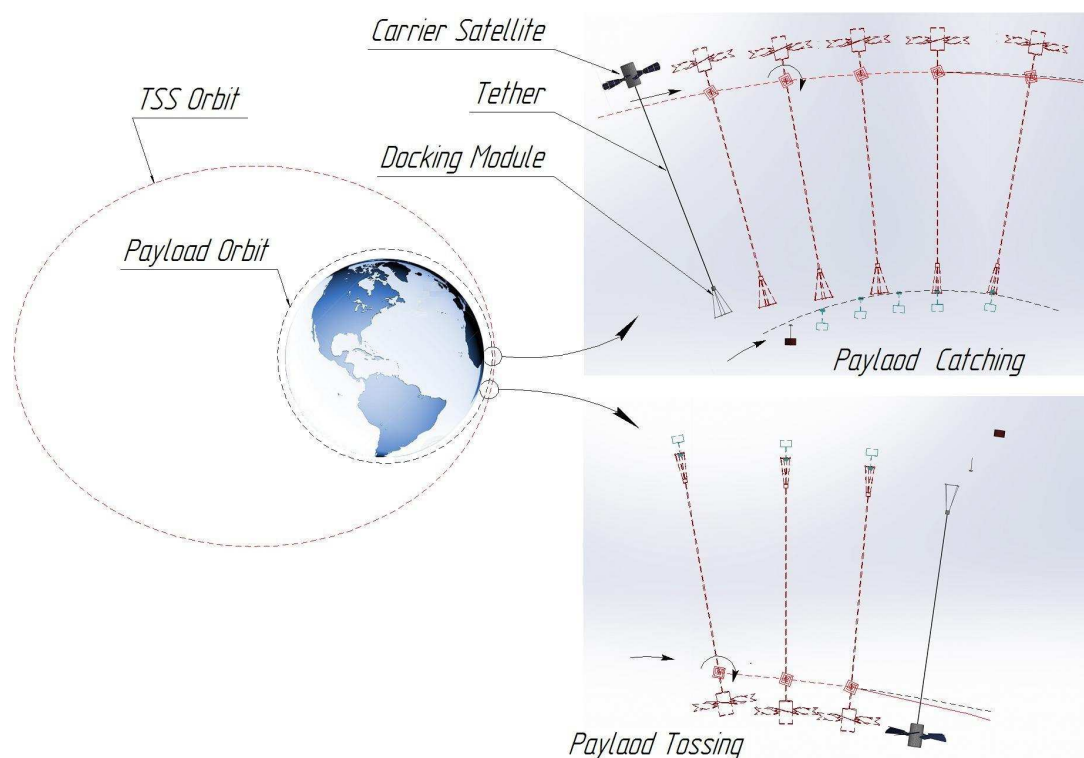 Carrier Satellite
TSS Orbit
Tether
Docking Module
Payload Orbit
Paylaod Catching
Paylaod Tossing